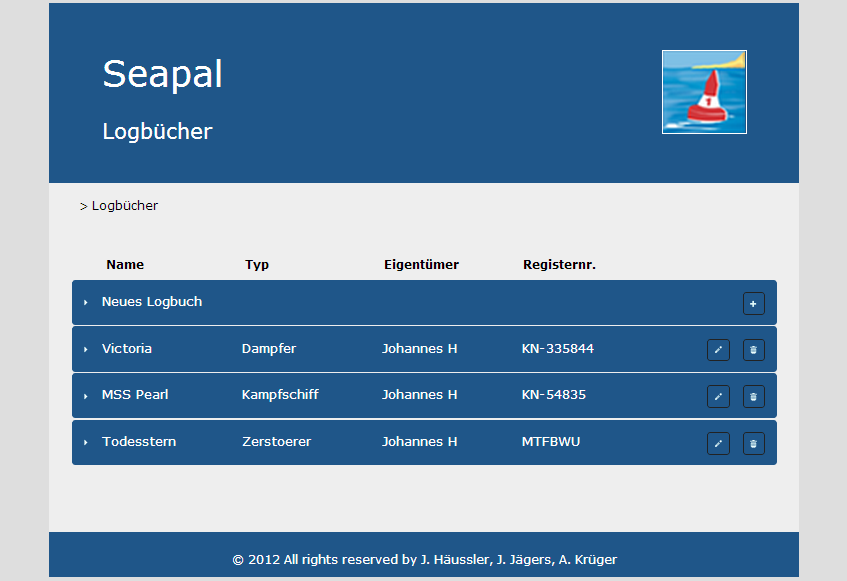 Seapal
Logbücher
1
> Logbücher
Name Typ Eigentümer Registernr.
Neues Logbuch
Victoria Dampfer Johannes H KN-335844
MSS Pearl Kampfschiff Johannes H KN-54835
Todesstern Zerstoerer Johannes H MTFBWU
© 2012 All rights reserved by J. Häussler, J. Jägers, A. Krüger